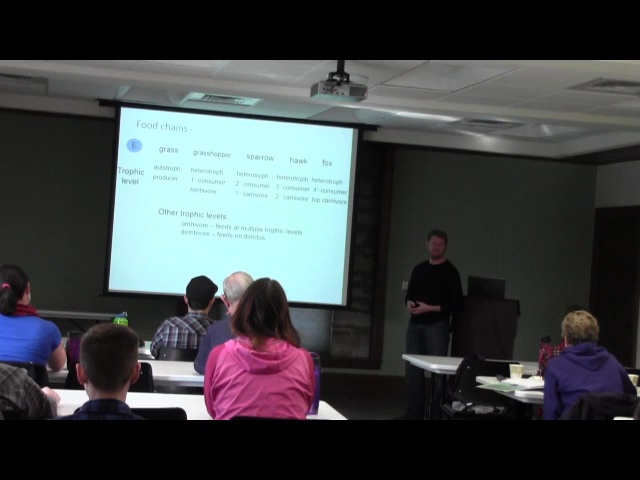 Food chains -
E grass grasshopper sparrow hawk fox
Trophic level
autotroph heterotroph heterotroph heterotroph heterotroph
producer 1° consumer 2° consumer 3° consumer 4° consumer
herbivore 1° carnivore 2° carnivore top carnivore
Other trophic levels
omnivore – feeds at multiple trophic levels
detritivore – feeds on detritus